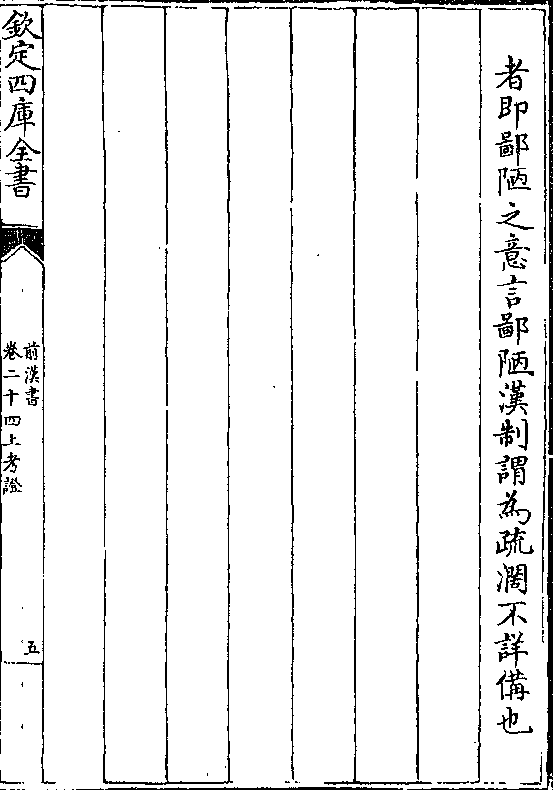 者即鄙陋之意言鄙陋漢制謂為疏濶不詳備也
欽定四庫全書
前漢書
卷二十四上考證
五